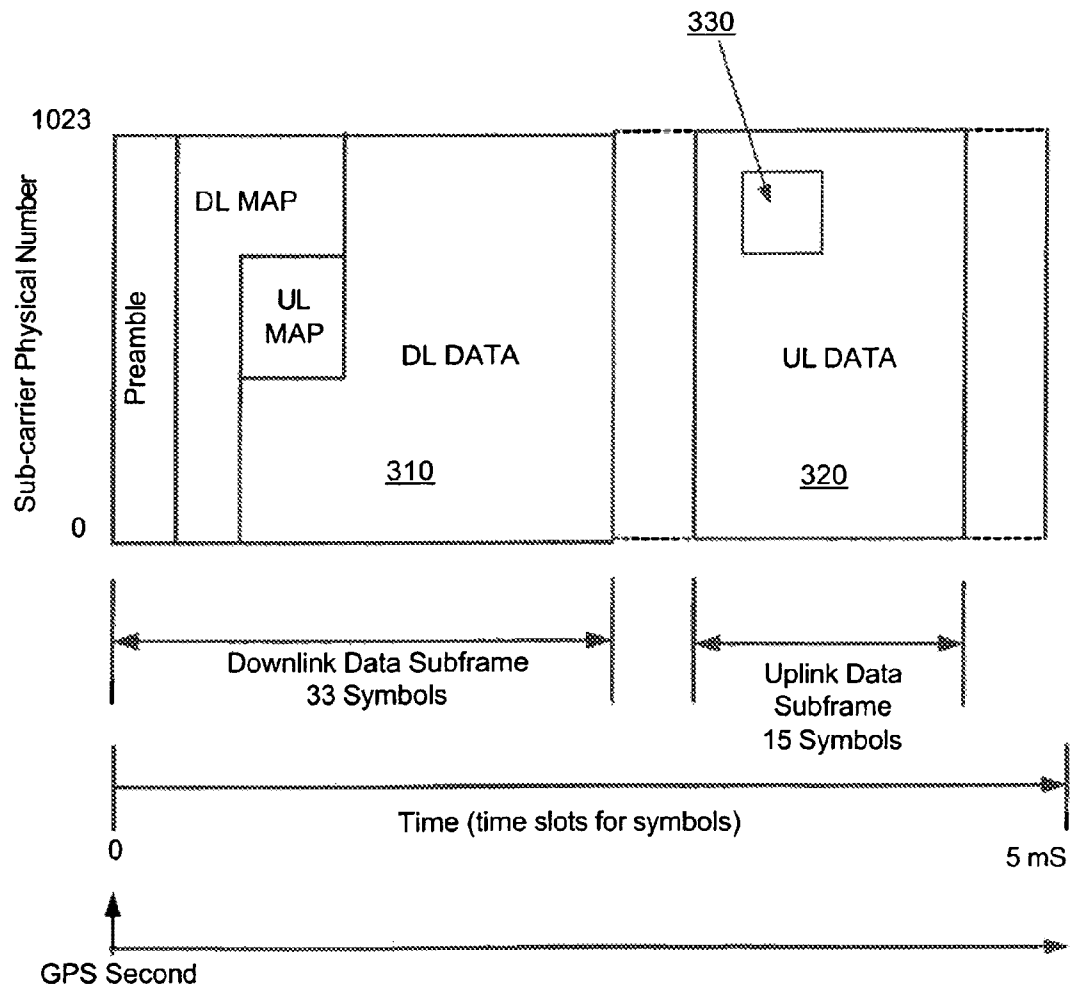 330
1023
Sub-carrier Physical Number
0
Preamble
DL MAP
UL
MAP
DL DATA
310
UL DATA
320
Downlink Data Subframe
33 Symbols
Uplink Data
Subframe
15 Symbols
Time (time slots for symbols)
0
5 mS
GPS Second